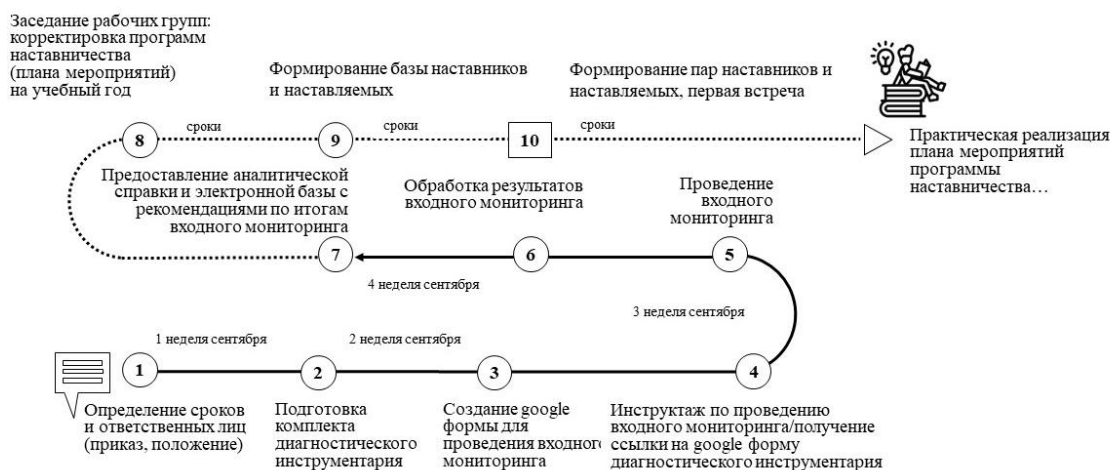 Заседание рабочих групп:
корректировка программ
наставничества
(плана мероприятий)
на учебный год
Формирование базы наставников
и наставляемых
Формирование пар наставников и
наставляемых, первая встреча
8
сроки
9
сроки
10
сроки
Практическая реализация
плана мероприятий
программы
наставничества…
Предоставление аналитической
справки и электронной базы с
рекомендациями по итогам
входного мониторинга
Обработка результатов
входного мониторинга
Проведение
входного
мониторинга
7
6
5
4 неделя сентября
3 неделя сентября
1 неделя сентября
2 неделя сентября
1
2
3
4
Определение сроков
и ответственных лиц
(приказ, положение)
Подготовка
комплекта
диагностического
инструментария
Создание google
формы для
проведения входного
мониторинга
Инструктаж по проведению
входного мониторинга/получение
ссылки на google форму
диагностического инструментария